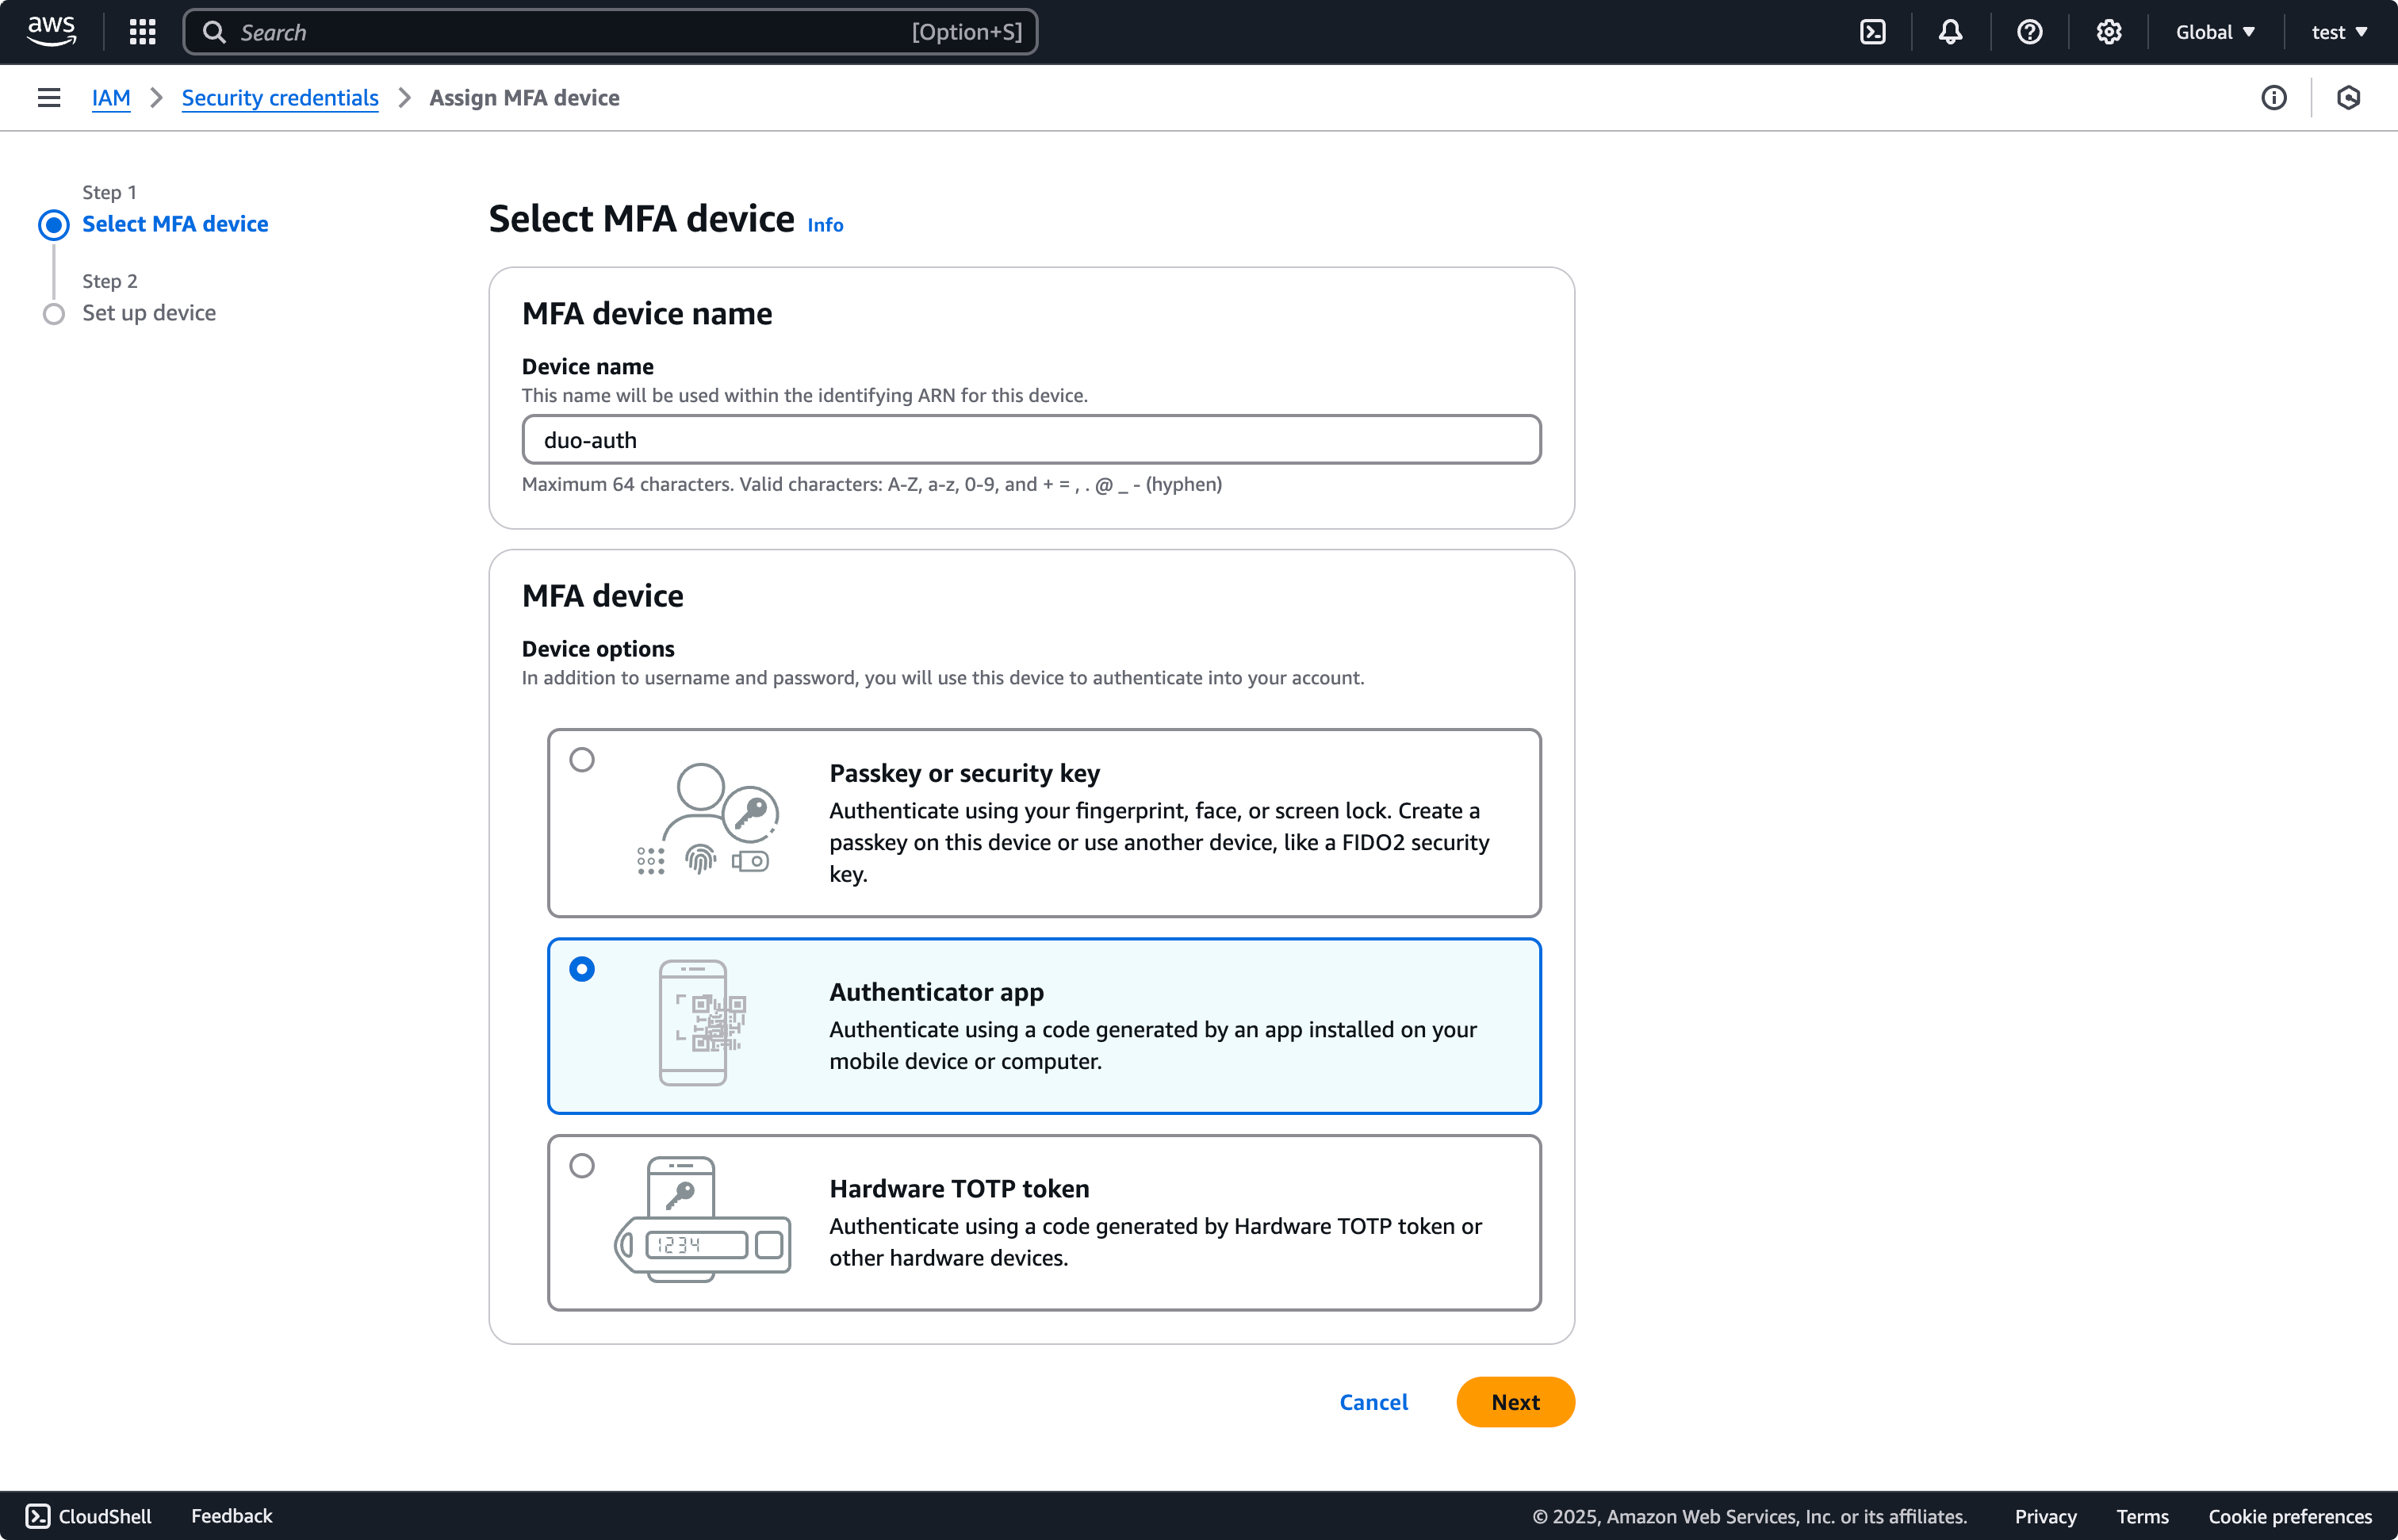 aws
Search
[Option+S]
Global
test
IAM
Security credentials
Assign MFA device
Step 1
Select MFA device
Step 2
Set up device
Select MFA device
Info
MFA device name
Device name
This name will be used within the identifying ARN for this device.
duo-auth
Maximum 64 characters. Valid characters: A-Z, a-z, 0-9, and + = , . @ _ - (hyphen)
MFA device
Device options
In addition to username and password, you will use this device to authenticate into your account.
Passkey or security key
Authenticate using your fingerprint, face, or screen lock. Create a
passkey on this device or use another device, like a FIDO2 security
key.
Authenticator app
Authenticate using a code generated by an app installed on your
mobile device or computer.
1234
Hardware TOTP token
Authenticate using a code generated by Hardware TOTP token or
other hardware devices.
Cancel
Next
CloudShell
Feedback
© 2025, Amazon Web Services, Inc. or its affiliates.
Privacy
Terms
Cookie preferences